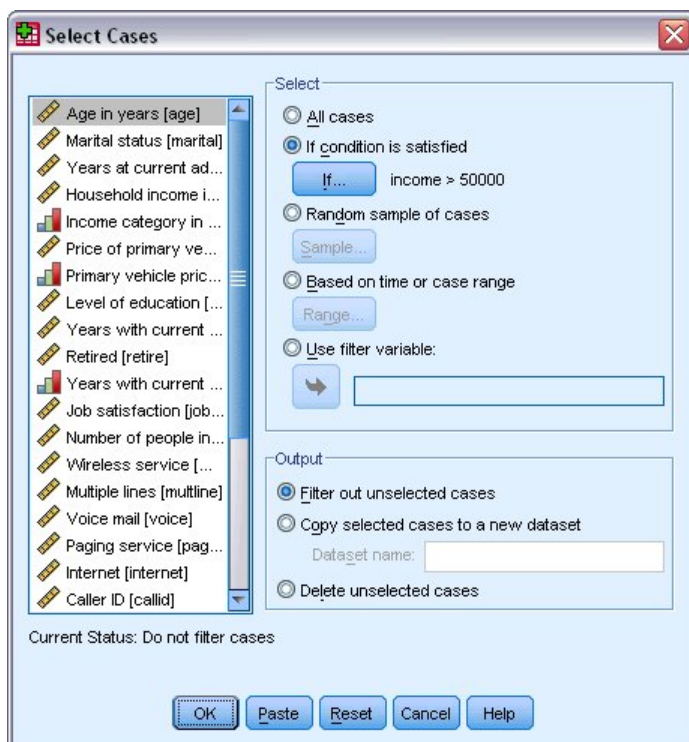 Select Cases
Age in years [age]
Marital status [marital]
Years at current ad...
Household income i...
Income category in ...
Price of primary ve...
Primary vehicle pric...
Level of education [...
Years with current ...
Retired [retire]
Years with current ...
Job satisfaction [job...
Number of people in...
Wireless service [...
Multiple lines [multline]
Voice mail [voice]
Paging service [pag...
Internet [internet]
Caller ID [callid]
Current Status: Do not filter cases
Select
All cases
If condition is satisfied
If... income > 50000
Random sample of cases
Sample...
Based on time or case range
Range...
Use filter variable:
Output
Filter out unselected cases
Copy selected cases to a new dataset
Dataset name:
Delete unselected cases
OK Paste Reset Cancel Help